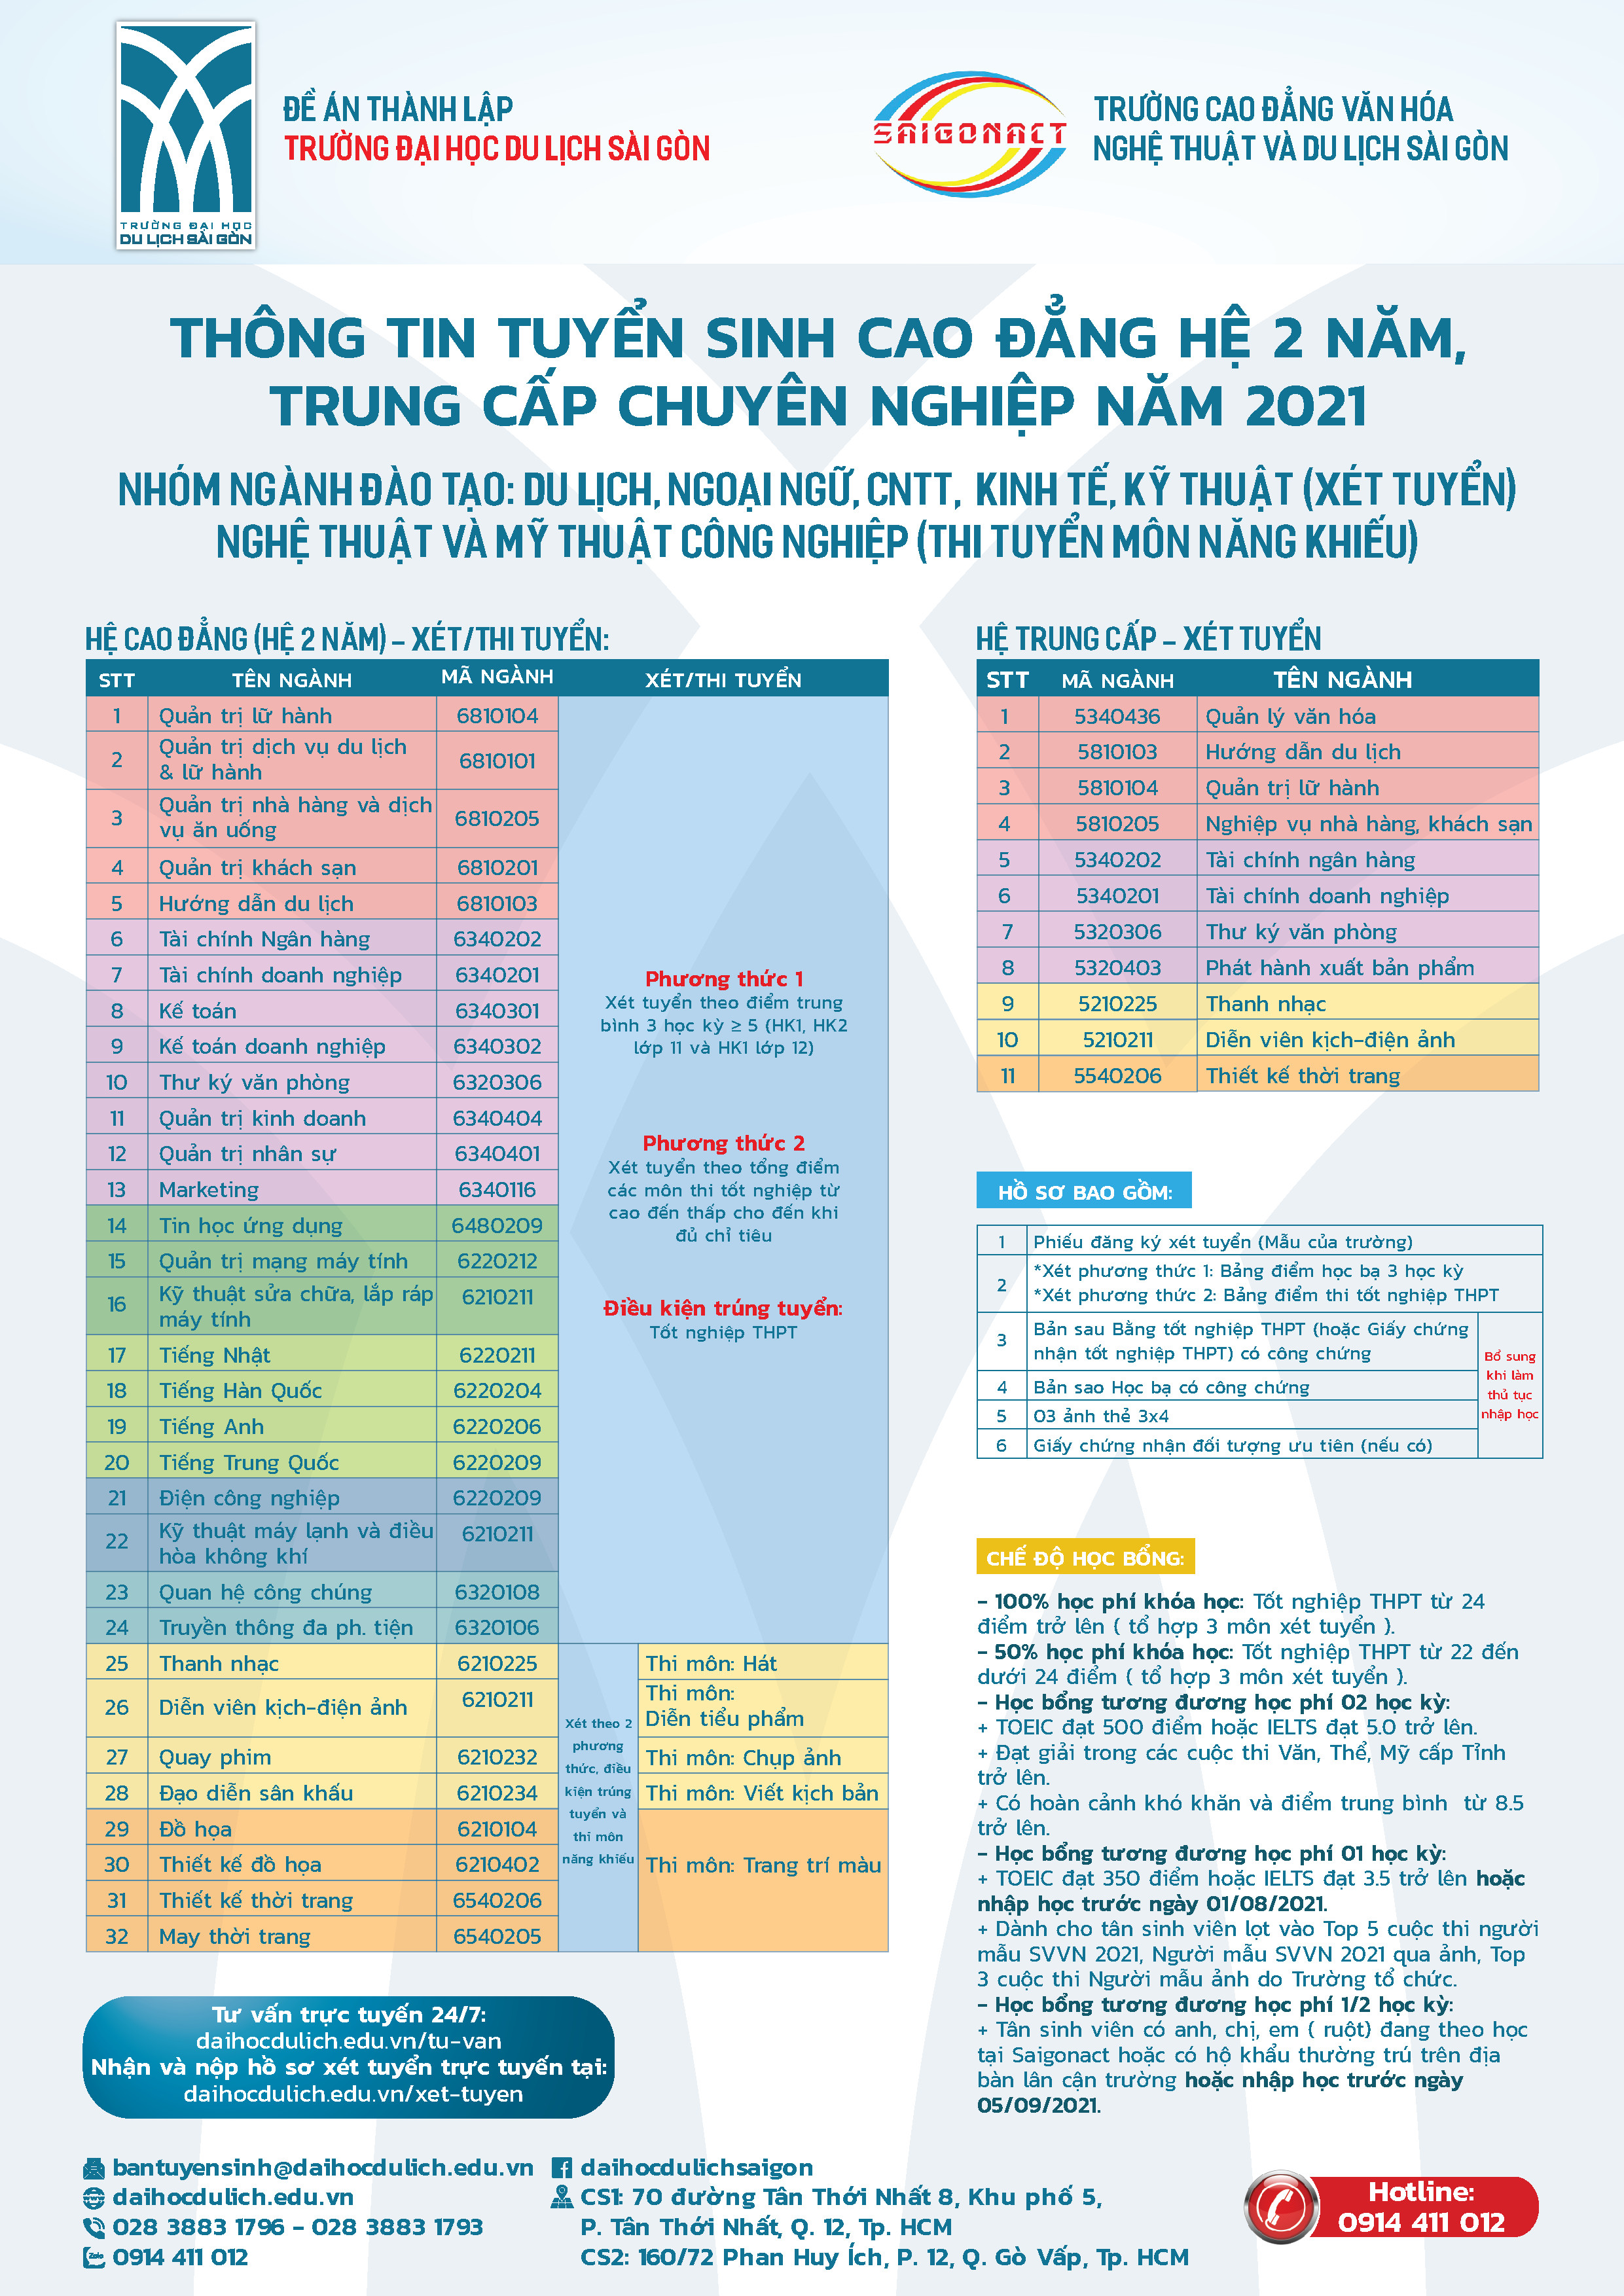 TRƯỜNG ĐẠI HỌC
DU LỊCH SÀI GÒN
ĐỀ ÁN THÀNH LẬP
TRƯỜNG ĐẠI HỌC DU LỊCH SÀI GÒN
SAIGONACT
TRƯỜNG CAO ĐẲNG VĂN HÓA
NGHỆ THUẬT VÀ DU LỊCH SÀI GÒN
THÔNG TIN TUYỂN SINH CAO ĐẲNG HỆ 2 NĂM,
TRUNG CẤP CHUYÊN NGHIỆP NĂM 2021
NHÓM NGÀNH ĐÀO TẠO: DU LỊCH, NGOẠI NGỮ, CNTT, KINH TẾ, KỸ THUẬT (XÉT TUYỂN)
NGHỆ THUẬT VÀ MỸ THUẬT CÔNG NGHIỆP (THI TUYỂN MÔN NĂNG KHIẾU)
HỆ CAO ĐẲNG (HỆ 2 NĂM) – XÉT/THI TUYỂN:
STT TÊN NGÀNH MÃ NGÀNH XÉT/THI TUYỂN
1 Quản trị lữ hành 6810104
2 Quản trị dịch vụ du lịch
& lữ hành 6810101
3 Quản trị nhà hàng và dịch
vụ ăn uống 6810205
4 Quản trị khách sạn 6810201
5 Hướng dẫn du lịch 6810103
6 Tài chính Ngân hàng 6340202
7 Tài chính doanh nghiệp 6340201
8 Kế toán 6340301
9 Kế toán doanh nghiệp 6340302
10 Thư ký văn phòng 6320306
11 Quản trị kinh doanh 6340404
12 Quản trị nhân sự 6340401
13 Marketing 6340116
14 Tin học ứng dụng 6480209
15 Quản trị mạng máy tính 6220212
16 Kỹ thuật sửa chữa, lắp ráp
máy tính 6210211
17 Tiếng Nhật 6220211
18 Tiếng Hàn Quốc 6220204
19 Tiếng Anh 6220206
20 Tiếng Trung Quốc 6220209
21 Điện công nghiệp 6220209
22 Kỹ thuật máy lạnh và điều
hòa không khí 6210211
23 Quan hệ công chúng 6320108
24 Truyền thông đa ph. tiện 6320106
Phương thức 1
Xét tuyển theo điểm trung
bình 3 học kỳ ≥ 5 (HK1, HK2
lớp 11 và HK1 lớp 12)
Phương thức 2
Xét tuyển theo tổng điểm
các môn thi tốt nghiệp từ
cao đến thấp cho đến khi
đủ chỉ tiêu
Điều kiện trúng tuyển:
Tốt nghiệp THPT
25 Thanh nhạc 6210225 Thi môn: Hát
26 Diễn viên kịch-điện ảnh 6210211 Thi môn:
Diễn tiểu phẩm
27 Quay phim 6210232 Thi môn: Chụp ảnh
28 Đạo diễn sân khấu 6210234 Thi môn: Viết kịch bản
29 Đồ họa 6210104
30 Thiết kế đồ họa 6210402 Thi môn: Trang trí màu
31 Thiết kế thời trang 6540206
32 May thời trang 6540205
Xét theo 2
phương
thức, điều
kiện trúng
tuyển và
thi môn
năng khiếu
HỆ TRUNG CẤP – XÉT TUYỂN
STT MÃ NGÀNH TÊN NGÀNH
1 5340436 Quản lý văn hóa
2 5810103 Hướng dẫn du lịch
3 5810104 Quản trị lữ hành
4 5810205 Nghiệp vụ nhà hàng, khách sạn
5 5340202 Tài chính ngân hàng
6 5340201 Tài chính doanh nghiệp
7 5320306 Thư ký văn phòng
8 5320403 Phát hành xuất bản phẩm
9 5210225 Thanh nhạc
10 5210211 Diễn viên kịch-điện ảnh
11 5540206 Thiết kế thời trang
HỒ SƠ BAO GỒM:
1 Phiếu đăng ký xét tuyển (Mẫu của trường)
2 *Xét phương thức 1: Bảng điểm học bạ 3 học kỳ
*Xét phương thức 2: Bảng điểm thi tốt nghiệp THPT
3 Bản sau Bằng tốt nghiệp THPT (hoặc Giấy chứng
nhận tốt nghiệp THPT) có công chứng
4 Bản sao Học bạ có công chứng
5 03 ảnh thẻ 3x4
6 Giấy chứng nhận đối tượng ưu tiên (nếu có)
Bổ sung
khi làm
thủ tục
nhập học
CHẾ ĐỘ HỌC BỔNG:
- 100% học phí khóa học: Tốt nghiệp THPT từ 24
điểm trở lên ( tổ hợp 3 môn xét tuyển ).
- 50% học phí khóa học: Tốt nghiệp THPT từ 22 đến
dưới 24 điểm ( tổ hợp 3 môn xét tuyển ).
- Học bổng tương đương học phí 02 học kỳ:
+ TOEIC đạt 500 điểm hoặc IELTS đạt 5.0 trở lên.
+ Đạt giải trong các cuộc thi Văn, Thể, Mỹ cấp Tỉnh
trở lên.
+ Có hoàn cảnh khó khăn và điểm trung bình từ 8.5
trở lên.
- Học bổng tương đương học phí 01 học kỳ:
+ TOEIC đạt 350 điểm hoặc IELTS đạt 3.5 trở lên hoặc
nhập học trước ngày 01/08/2021.
+ Dành cho tân sinh viên lọt vào Top 5 cuộc thi người
mẫu SVVN 2021, Người mẫu SVVN 2021 qua ảnh, Top
3 cuộc thi Người mẫu ảnh do Trường tổ chức.
- Học bổng tương đương học phí 1/2 học kỳ:
+ Tân sinh viên có anh, chị, em ( ruột) đang theo học
tại Saigonact hoặc có hộ khẩu thường trú trên địa
bàn lân cận trường hoặc nhập học trước ngày
05/09/2021.
Tư vấn trực tuyến 24/7:
daihocdulich.edu.vn/tu-van
Nhận và nộp hồ sơ xét tuyển trực tuyến tại:
daihocdulich.edu.vn/xet-tuyen
bantuyensinh@daihocdulich.edu.vn
daihocdulich.edu.vn
028 3883 1796 - 028 3883 1793
Zalo 0914 411 012
daihocdulichsaigon
CS1: 70 đường Tân Thới Nhất 8, Khu phố 5,
P. Tân Thới Nhất, Q. 12, Tp. HCM
CS2: 160/72 Phan Huy Ích, P. 12, Q. Gò Vấp, Tp. HCM
Hotline:
0914 411 012